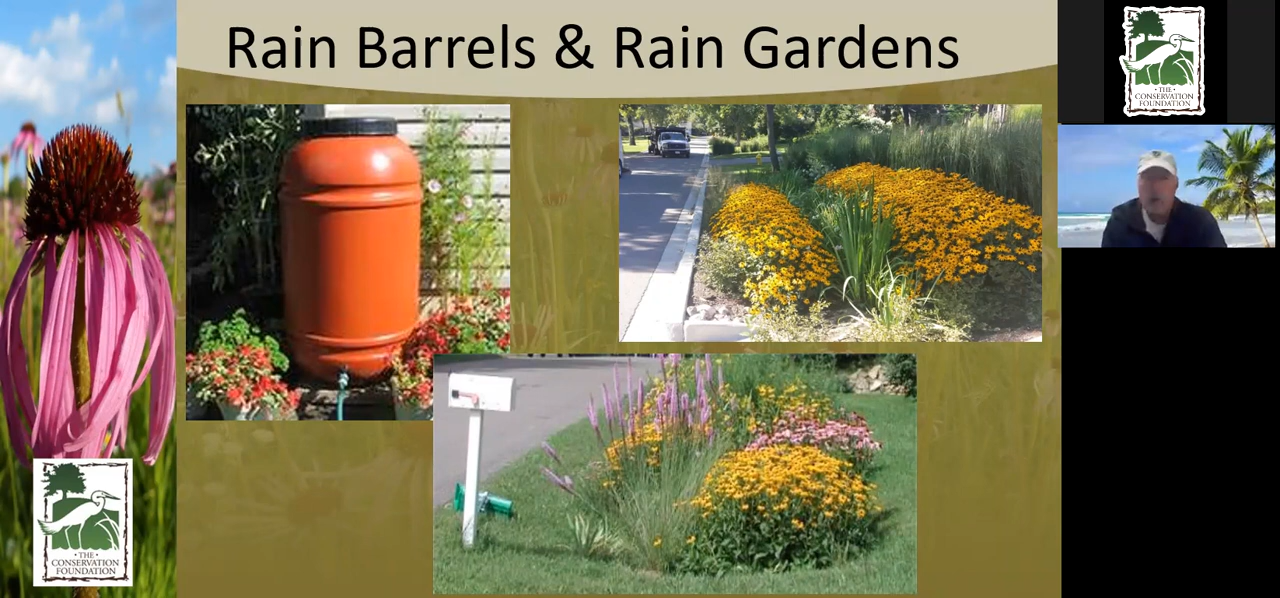 Rain Barrels & Rain Gardens
• THE •
CONSERVATION
FOUNDATION
• THE •
CONSERVATION
FOUNDATION